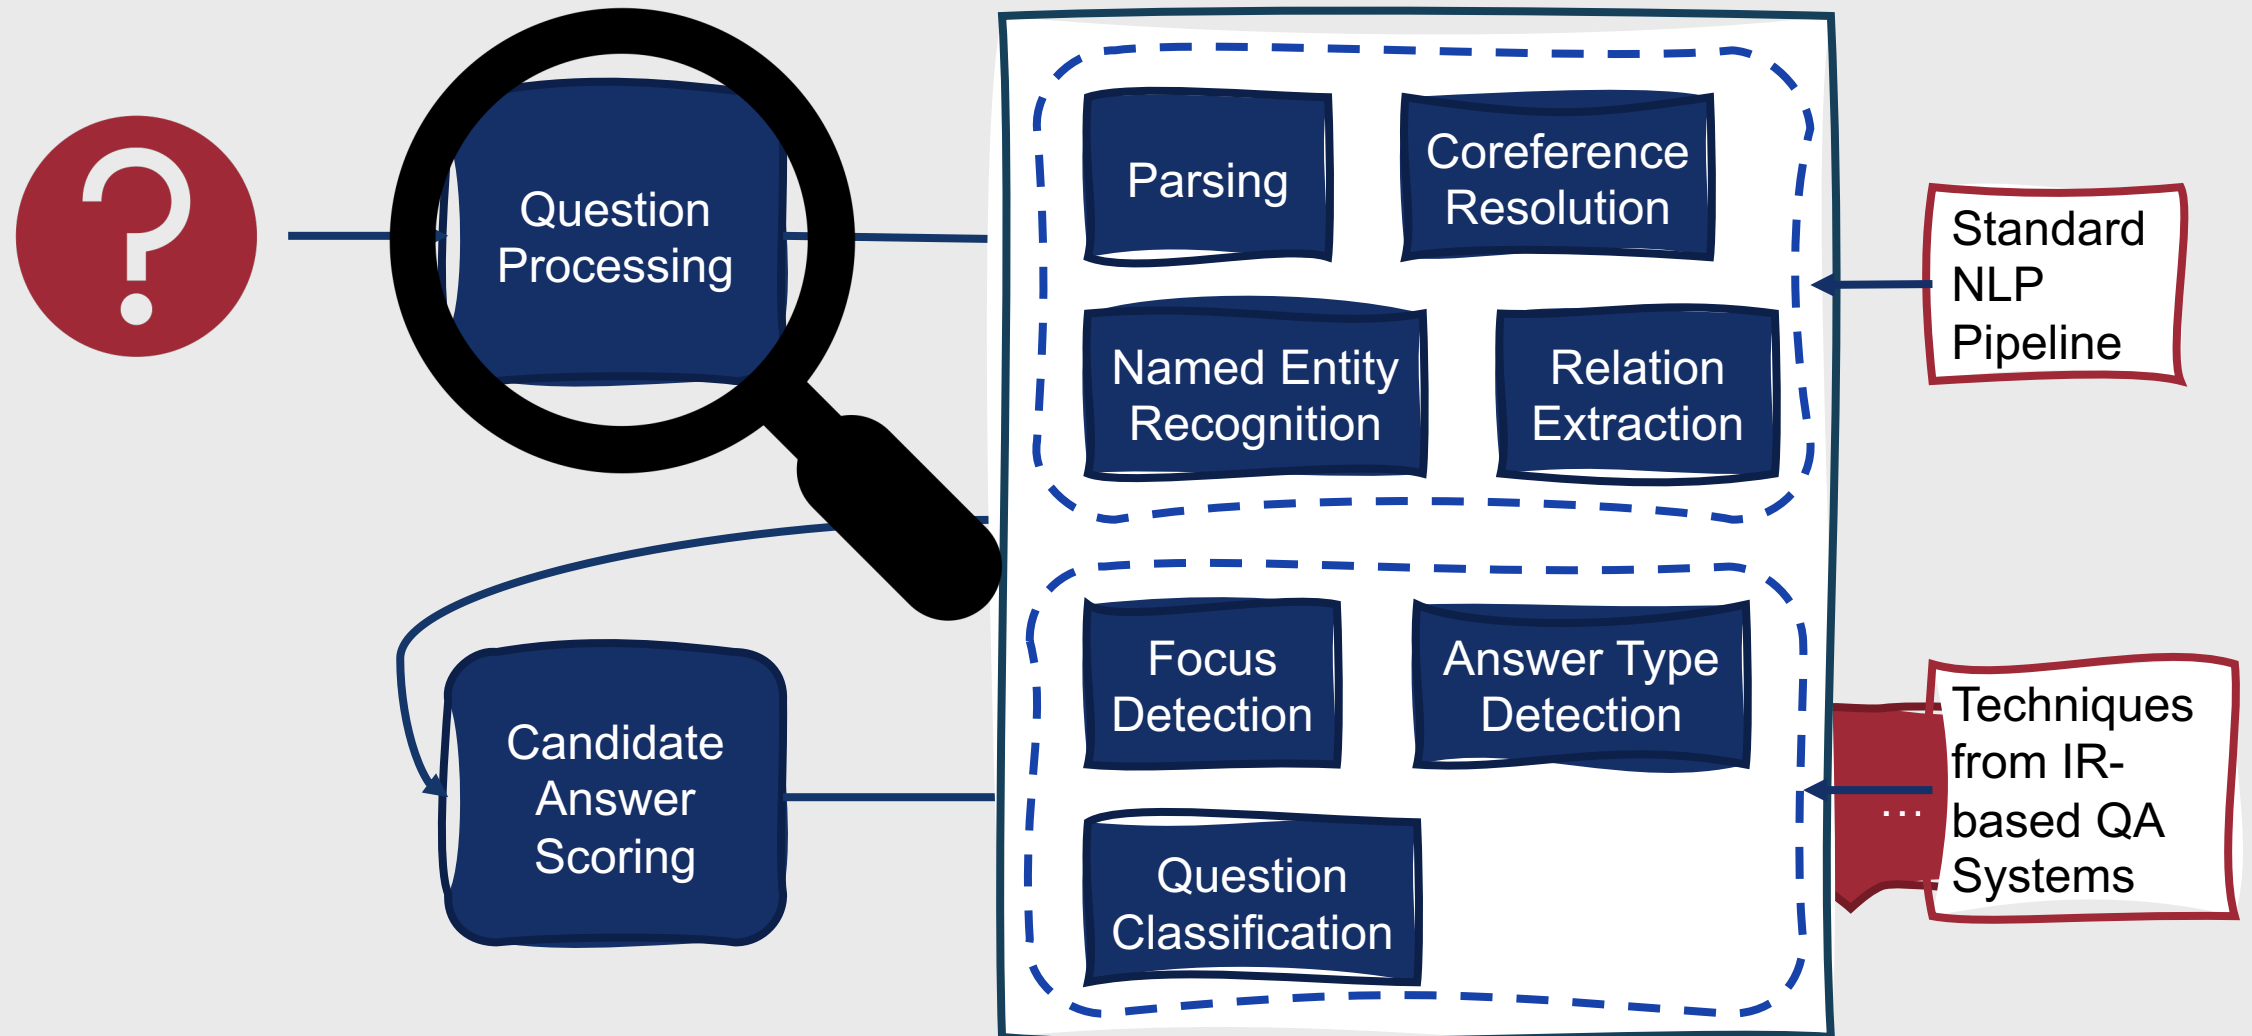 ?
Question
Processing
Parsing
Coreference
Resolution
Named Entity
Recognition
Relation
Extraction
Standard
NLP
Pipeline
Candidate
Answer
Scoring
Focus
Detection
Answer Type
Detection
Question
Classification
...
Techniques
from IR-
based QA
Systems